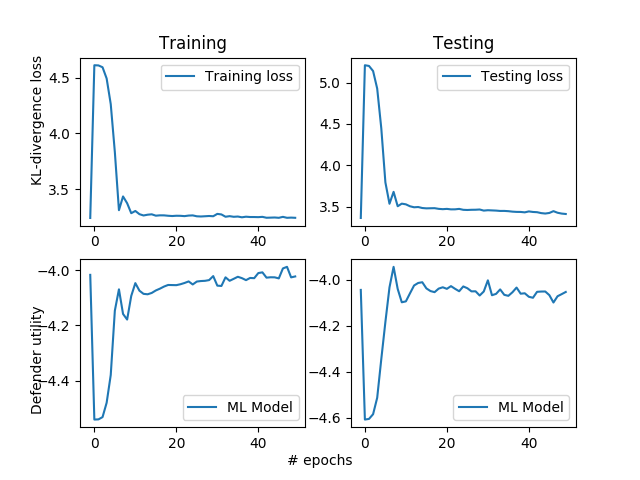 Training
Testing
KL-divergence loss
4.5
4.0
3.5
Training loss
0
20
40
5.0
4.5
4.0
3.5
Testing loss
0
20
40
Defender utility
−4.0
−4.2
−4.4
ML Model
0
20
40
−4.0
−4.2
−4.4
−4.6
ML Model
0
20
40
# epochs